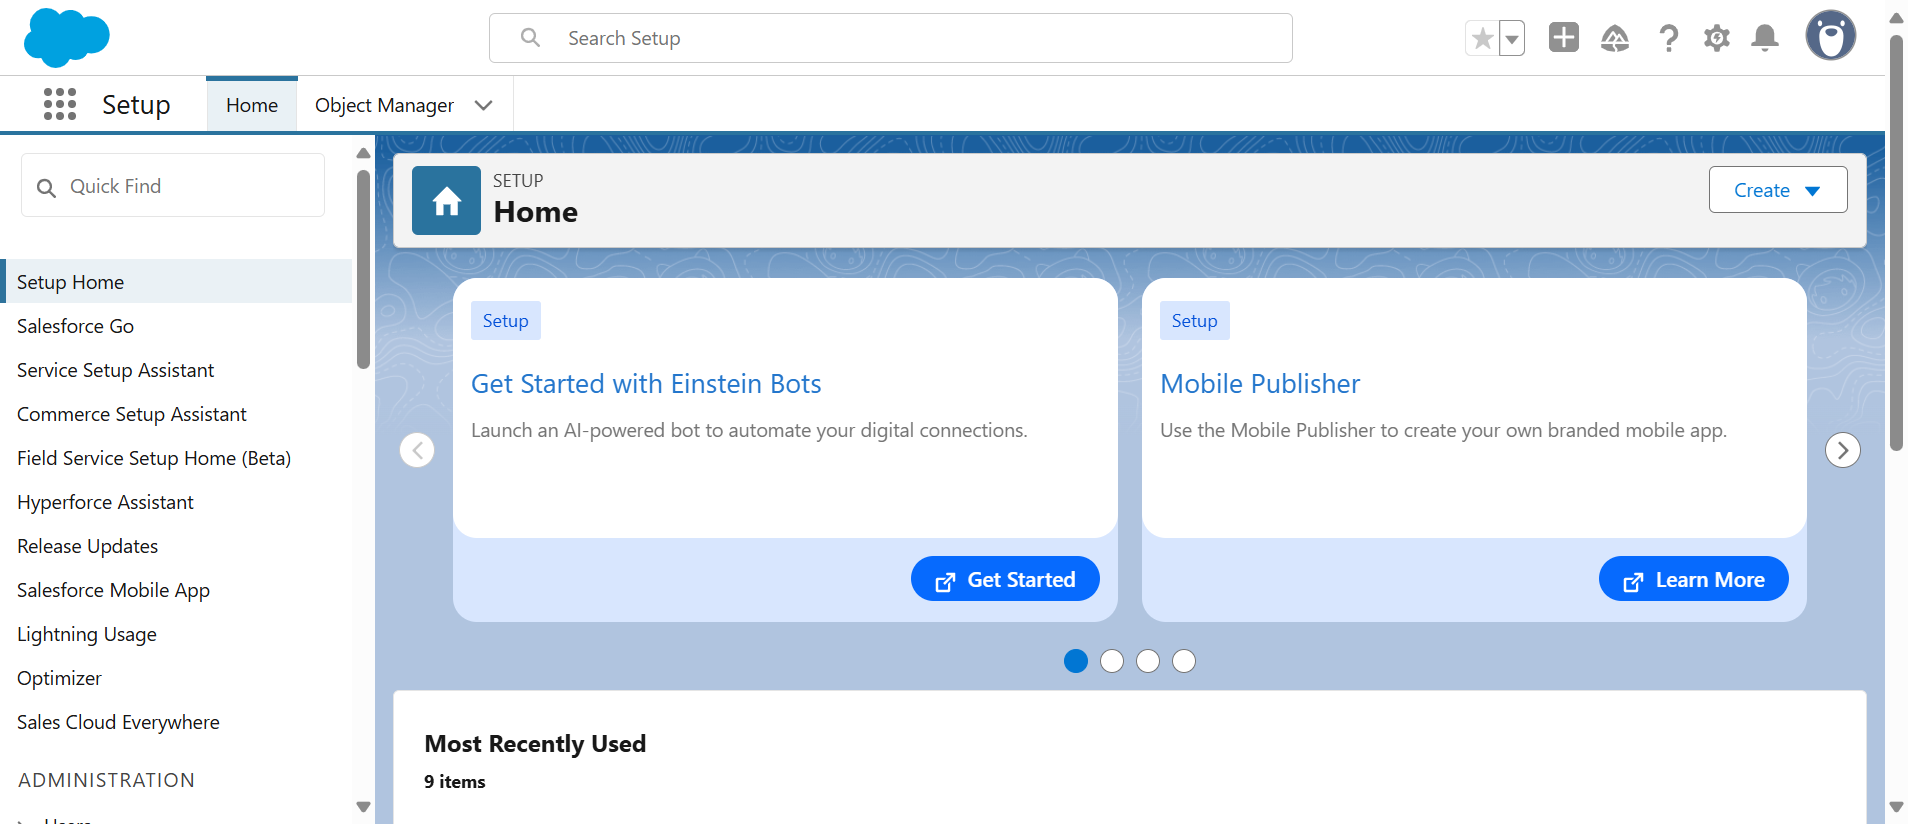 Search Setup
Setup
Home
Object Manager
Quick Find
Setup Home
Salesforce Go
Service Setup Assistant
Commerce Setup Assistant
Field Service Setup Home (Beta)
Hyperforce Assistant
Release Updates
Salesforce Mobile App
Lightning Usage
Optimizer
Sales Cloud Everywhere
ADMINISTRATION
Users
SETUP
Home
Create
Setup
Get Started with Einstein Bots
Launch an AI-powered bot to automate your digital connections.
Get Started
Setup
Mobile Publisher
Use the Mobile Publisher to create your own branded mobile app.
Learn More
Most Recently Used
9 items